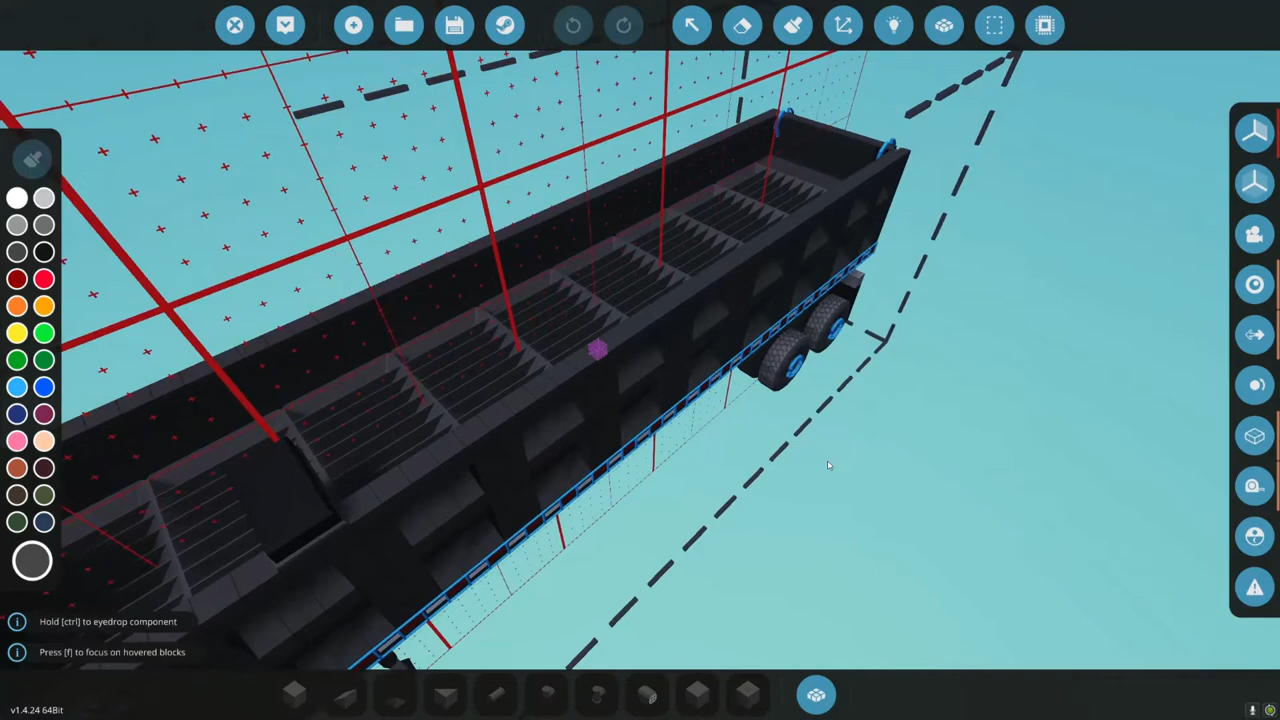 Hold [ctrl] to eyedrop component
Press [f] to focus on hovered blocks
v1.4.24 64Bit